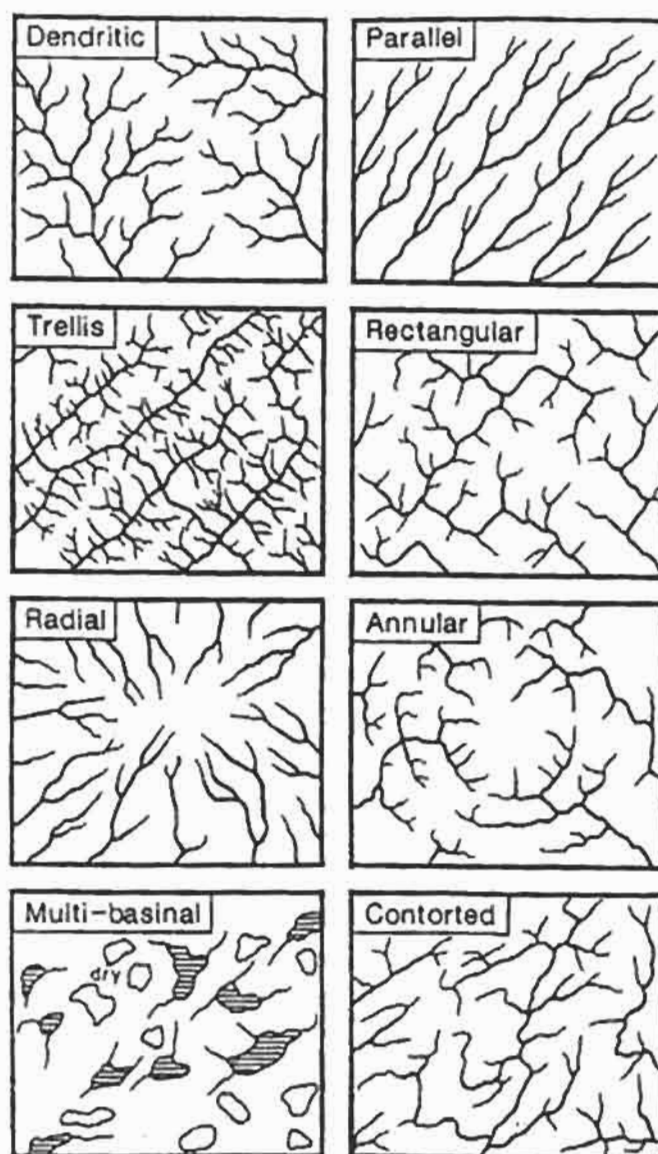 Dendritic
Parallel
Trellis
Rectangular
Radial
Annular
Multi-basinal
dry
Contorted